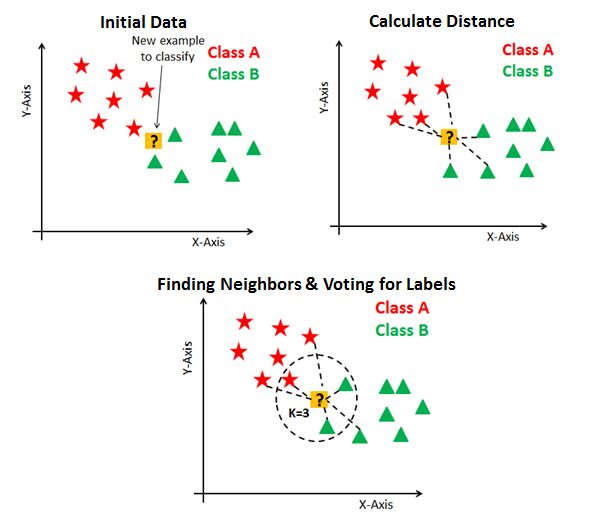 Initial Data
New example
to classify
Class A
Class B
?
Y-Axis
X-Axis
Calculate Distance
Class A
Class B
?
Y-Axis
X-Axis
Finding Neighbors & Voting for Labels
Class A
Class B
?
K=3
Y-Axis
X-Axis